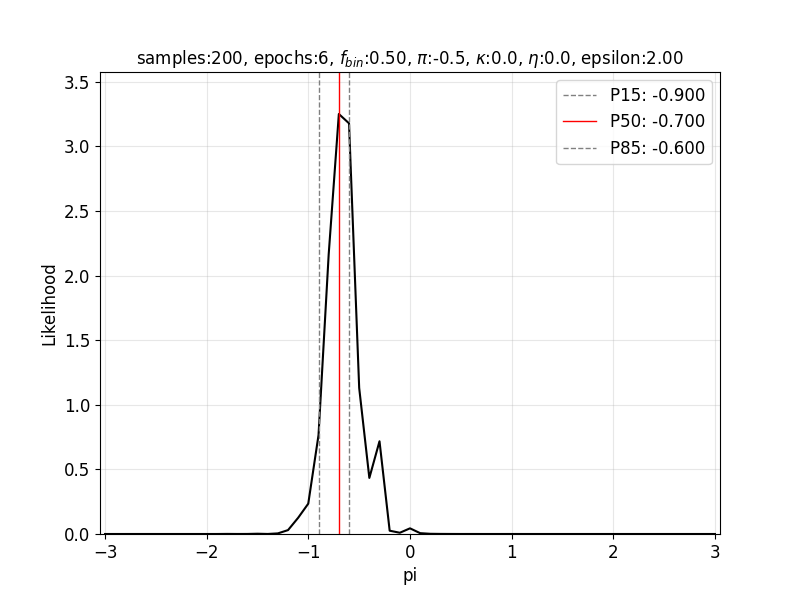 samples:200, epochs:6, $f_{bin}$:0.50, π:-0.5, κ:0.0, η:0.0, epsilon:2.00
P15: -0.900
P50: -0.700
P85: -0.600
3.5
3.0
2.5
2.0
1.5
1.0
0.5
0.0
Likelihood
−3 −2 −1 0 1 2 3
pi